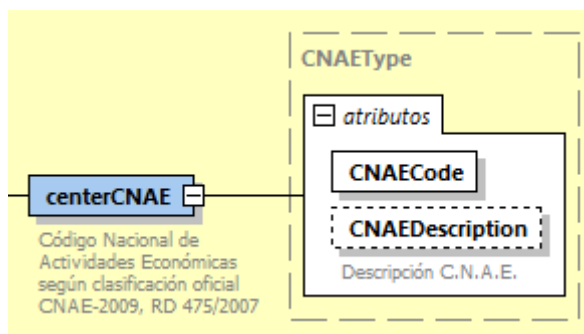 CNAEType
atributos
CNAECode
centerCNAE
CNAEDescription
Código Nacional de
Actividades Económicas
según clasificación oficial
CNAE-2009, RD 475/2007
Descripción C.N.A.E.